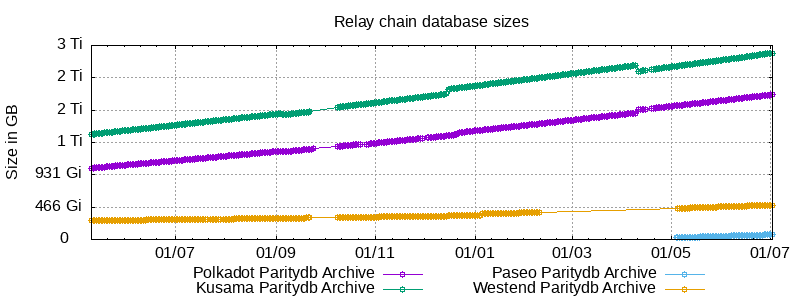 Relay chain database sizes
Size in GB
3 Ti
2 Ti
2 Ti
1 Ti
931 Gi
466 Gi
0
01/07 01/09 01/11 01/01 01/03 01/05 01/07
Polkadot Paritydb Archive Paseo Paritydb Archive
Kusama Paritydb Archive Westend Paritydb Archive